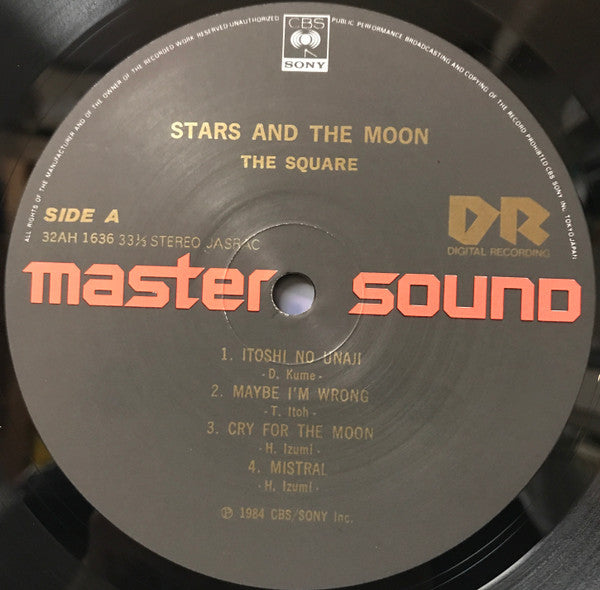 ALL RIGHTS OF THE MANUFACTURER AND OF THE OWNER OF THE RECORDED WORK RESERVED·UNAUTHORIZED PUBLIC PERFORMANCE BROADCASTING AND COPYING OF THE RECORD PROHIBITED CBS SONY INC. TOKYO JAPAN
CBS
SONY
STARS AND THE MOON
THE SQUARE
SIDE A
32AH 1636 33⅓ STEREO JASRAC
DR
DIGITAL RECORDING
master sound
1. ITOSHI NO UNAJI
- D. Kume -
2. MAYBE I'M WRONG
- T. Itoh -
3. CRY FOR THE MOON
- H. Izumi -
4. MISTRAL
- H. Izumi -
Ⓟ 1984 CBS/SONY Inc.